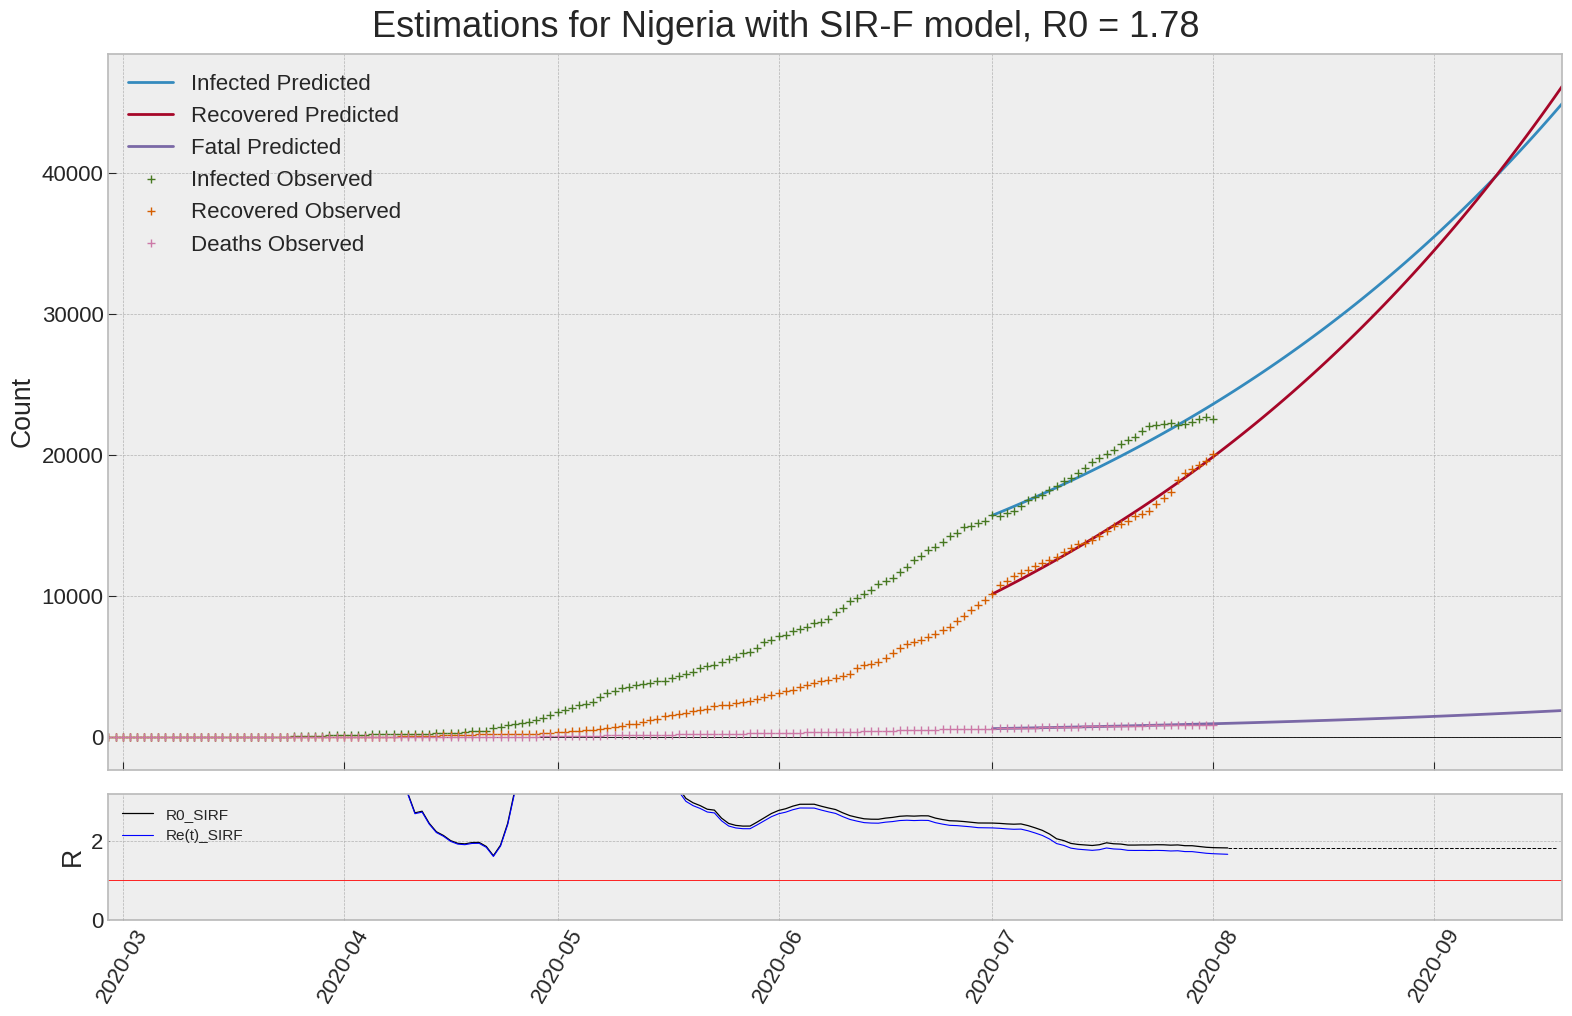 Estimations for Nigeria with SIR-F model, R0 = 1.78
Infected Predicted
Recovered Predicted
Fatal Predicted
Infected Observed
Recovered Observed
Deaths Observed
40000
30000
20000
10000
0
Count
R0_SIRF
Re(t)_SIRF
2
0
R
2020-03
2020-04
2020-05
2020-06
2020-07
2020-08
2020-09